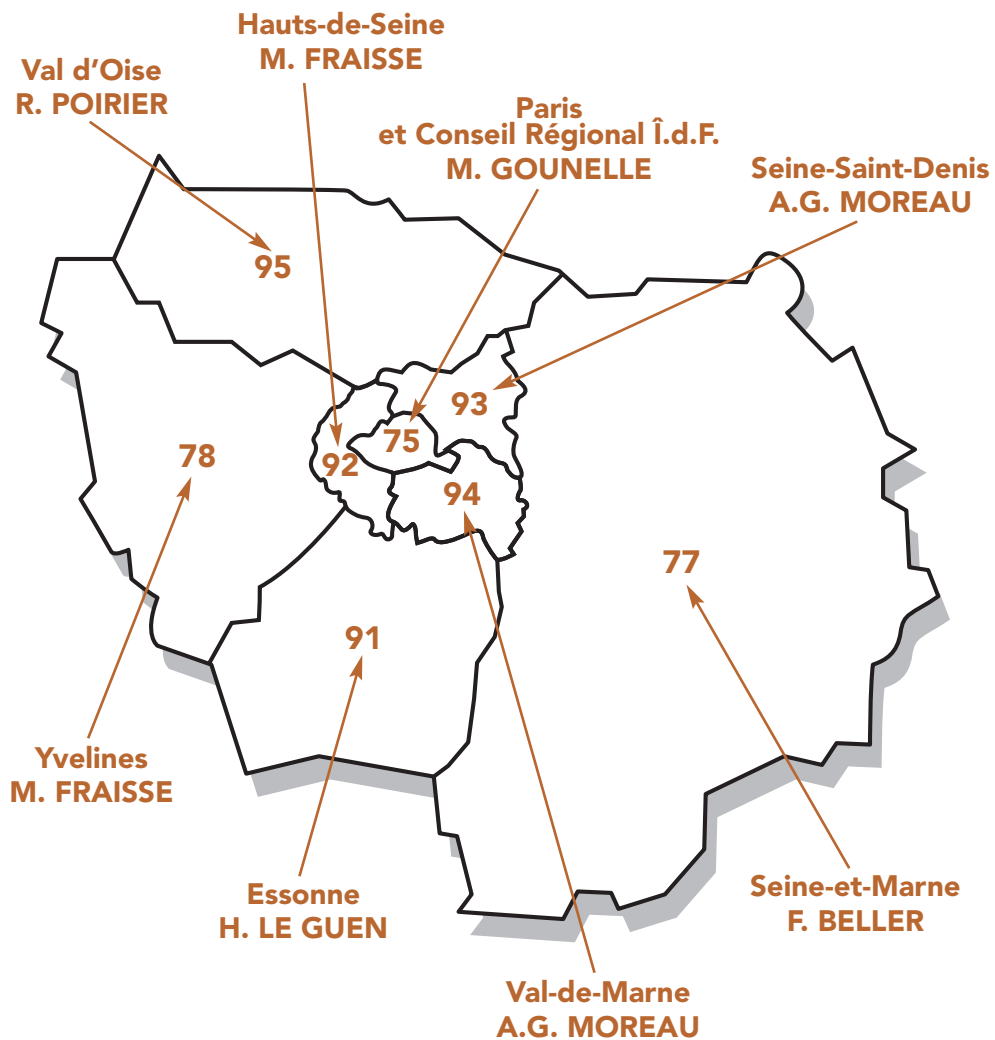 Hauts-de-Seine
M. FRAISSE
Val d’Oise
R. POIRIER
Paris
et Conseil Régional Î.d.F.
M. GOUNELLE
Seine-Saint-Denis
A.G. MOREAU
95
93
75
92
78
94
77
91
Yvelines
M. FRAISSE
Essonne
H. LE GUEN
Seine-et-Marne
F. BELLER
Val-de-Marne
A.G. MOREAU